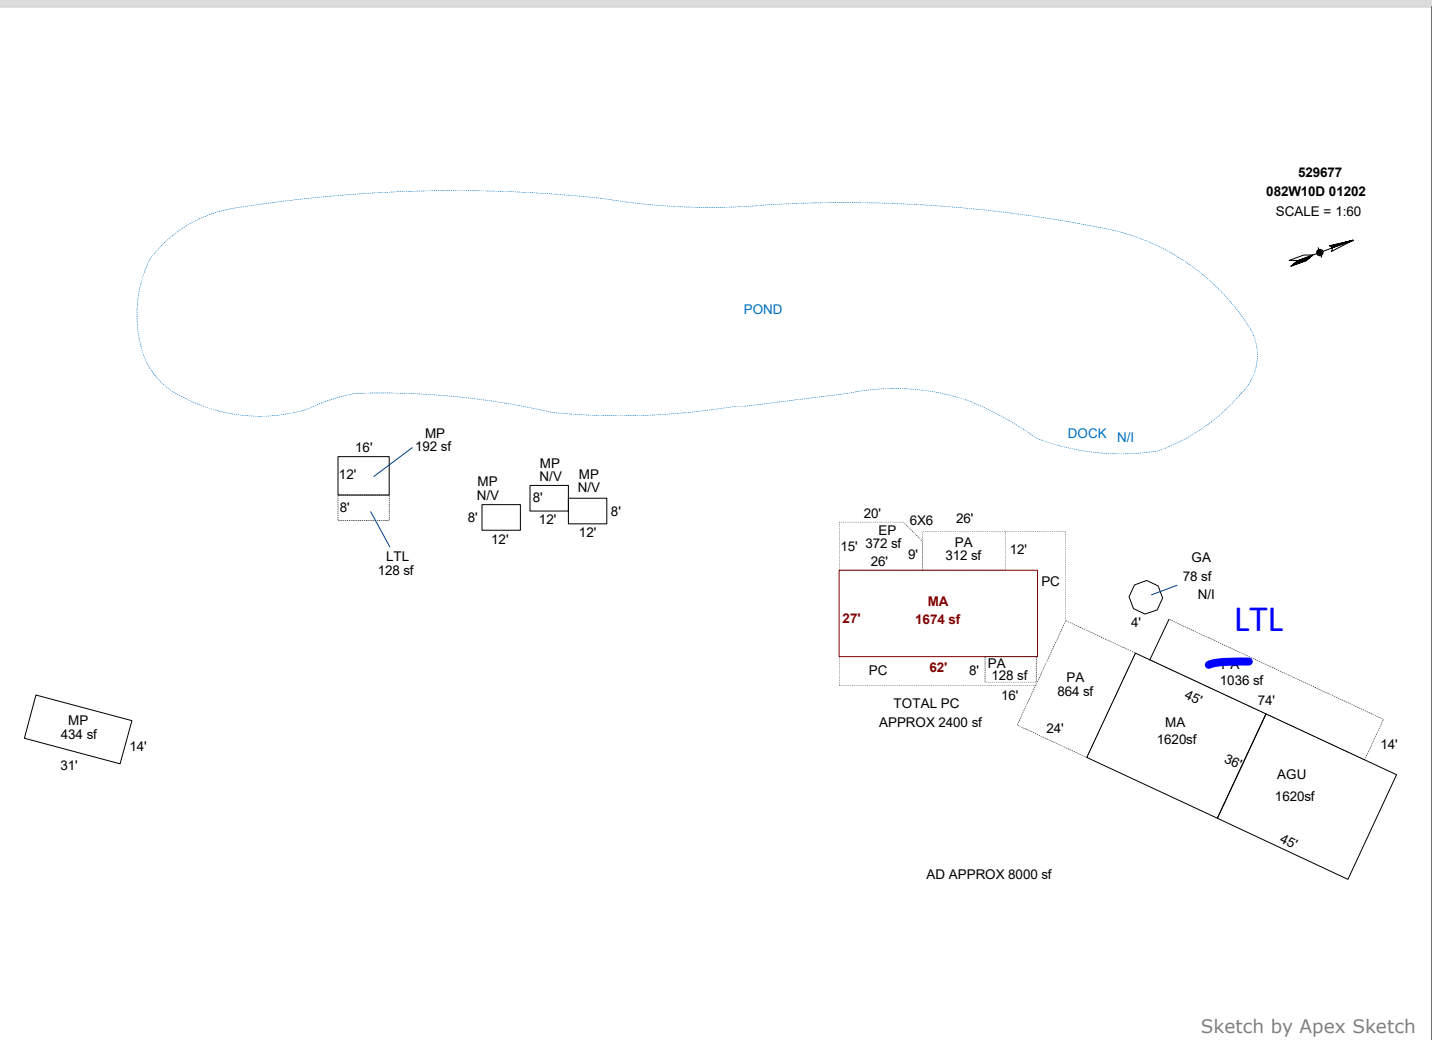 529677
082W10D 01202
SCALE = 1:60
POND
DOCK N/I
MP
192 sf
16'
12'
8'
LTL
128 sf
MP
N/V
8'
12'
MP
N/V
8'
12'
MP
N/V
8'
12'
20'
6X6
26'
EP
372 sf
15'
9'
26'
PA
312 sf
12'
PC
MA
1674 sf
27'
62'
PC
8'
PA
128 sf
16'
TOTAL PC
APPROX 2400 sf
GA
78 sf
N/I
4'
LTL
PA
1036 sf
74'
14'
PA
864 sf
24'
45'
MA
1620sf
36'
AGU
1620sf
45'
MP
434 sf
14'
31'
AD APPROX 8000 sf
Sketch by Apex Sketch